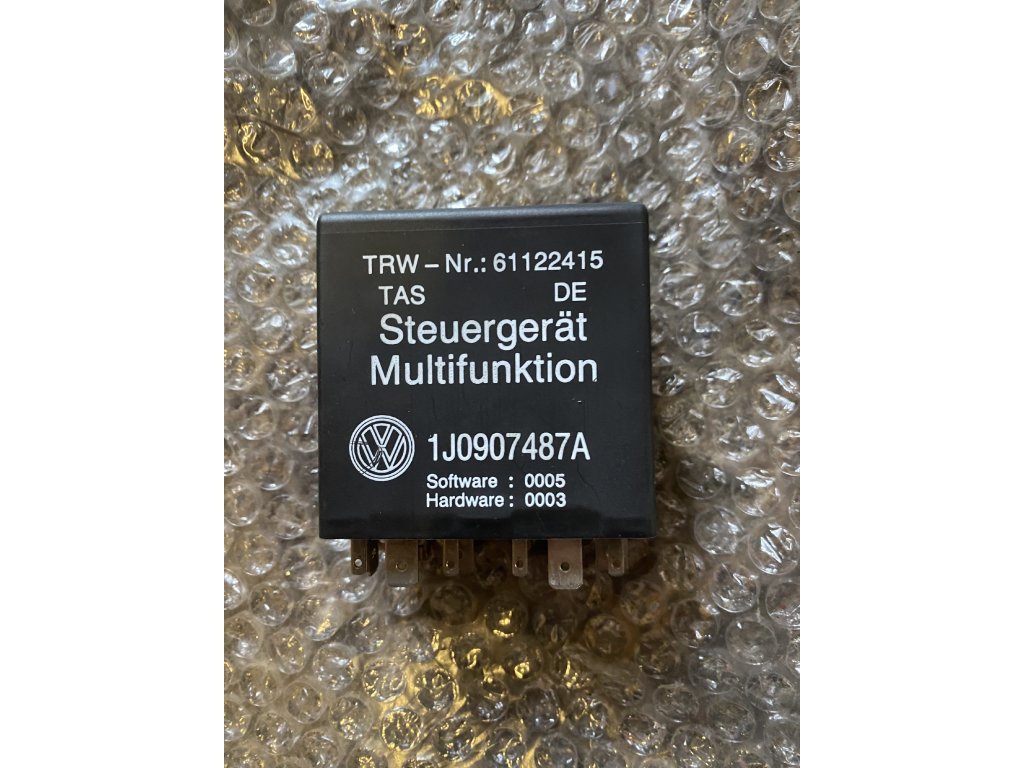 TRW – Nr.: 61122415
TAS DE
Steuergerät
Multifunktion
1J0907487A
Software : 0005
Hardware : 0003